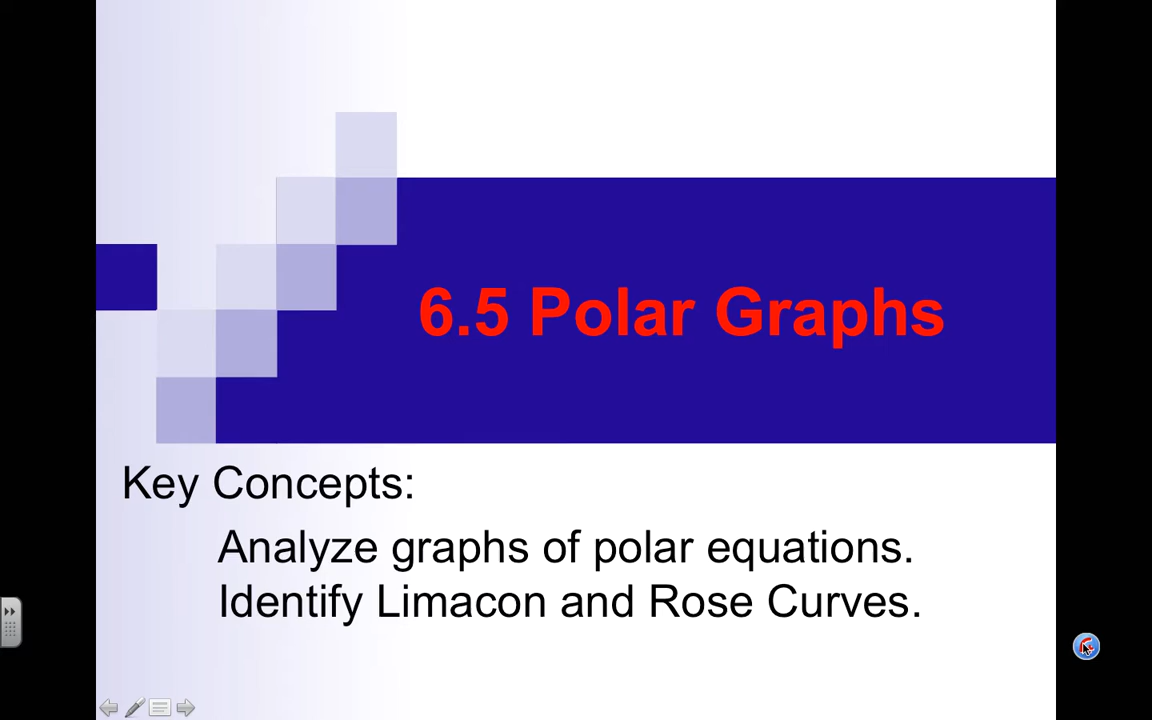 6.5 Polar Graphs
Key Concepts:
Analyze graphs of polar equations.
Identify Limacon and Rose Curves.